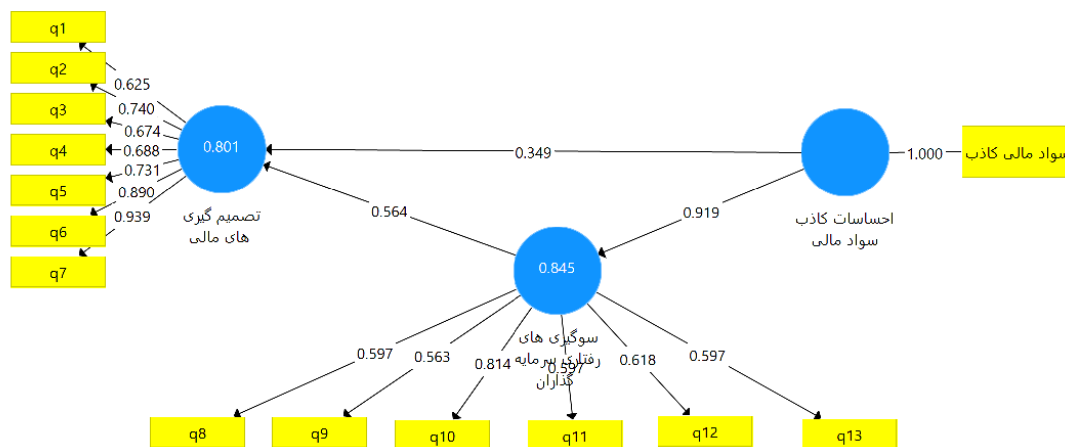 q1
q2
q3
q4
q5
q6
q7
0.625
0.740
0.674
0.688
0.731
0.890
0.939
0.801
تصمیم گیری
های مالی
0.349
0.564
0.919
1.000
سواد مالی کاذب
احساسات کاذب
سواد مالی
0.845
سوگیری های
رفتاری سرمایه
گذاران
0.597
0.563
0.814
0.597
0.618
0.597
q8
q9
q10
q11
q12
q13